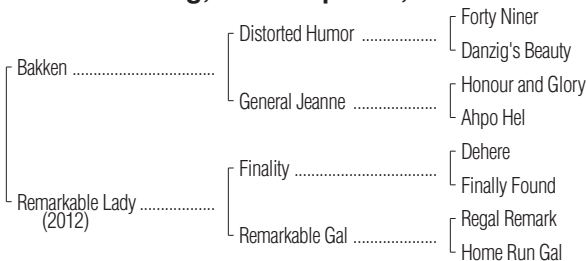 Forty Niner
Distorted Humor ..................
Danzig's Beauty
Bakken ..................................
Honour and Glory
General Jeanne ....................
Ahpo Hel
Dehere
Finality ..................................
Finally Found
Remarkable Lady ..................
(2012)
Regal Remark
Remarkable Gal ....................
Home Run Gal